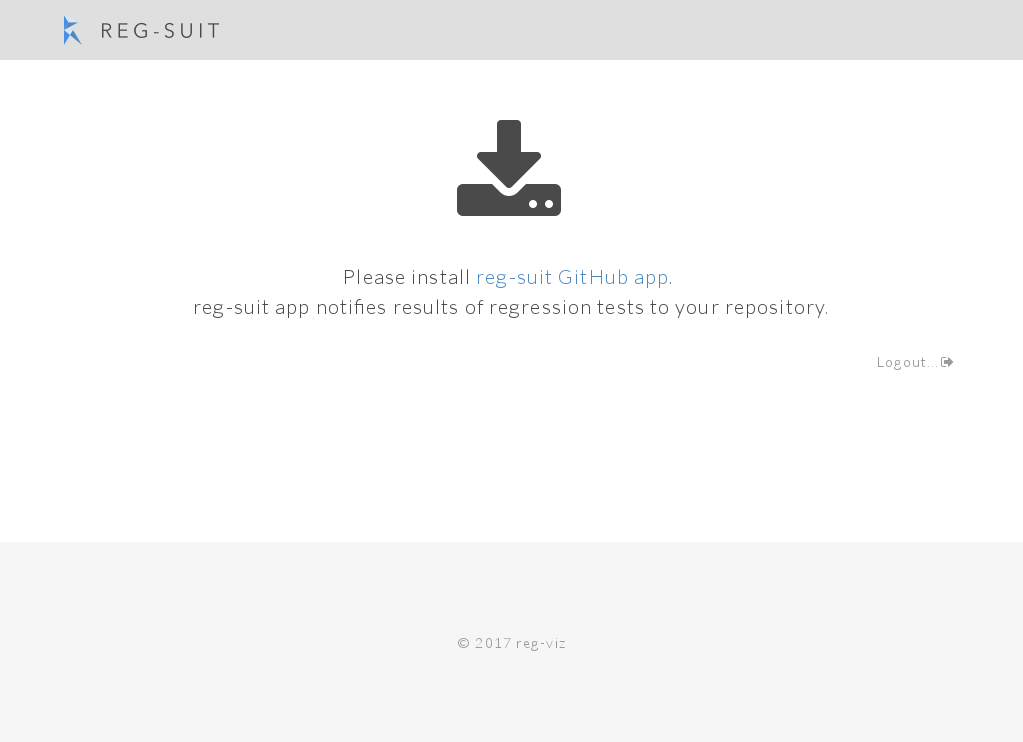 REG-SUIT
Please install reg-suit GitHub app.
reg-suit app notifies results of regression tests to your repository.
Logout...
© 2017 reg-viz